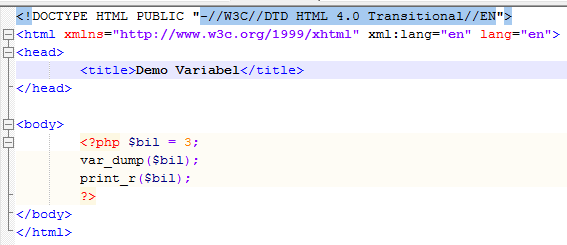 <!DOCTYPE HTML PUBLIC "-//W3C//DTD HTML 4.0 Transitional//EN">
<html xmlns="http://www.w3c.org/1999/xhtml" xml:lang="en" lang="en">
<head>
<title>Demo Variabel</title>
</head>
<body>
<?php $bil = 3;
var_dump($bil);
print_r($bil);
?>
</body>
</html>